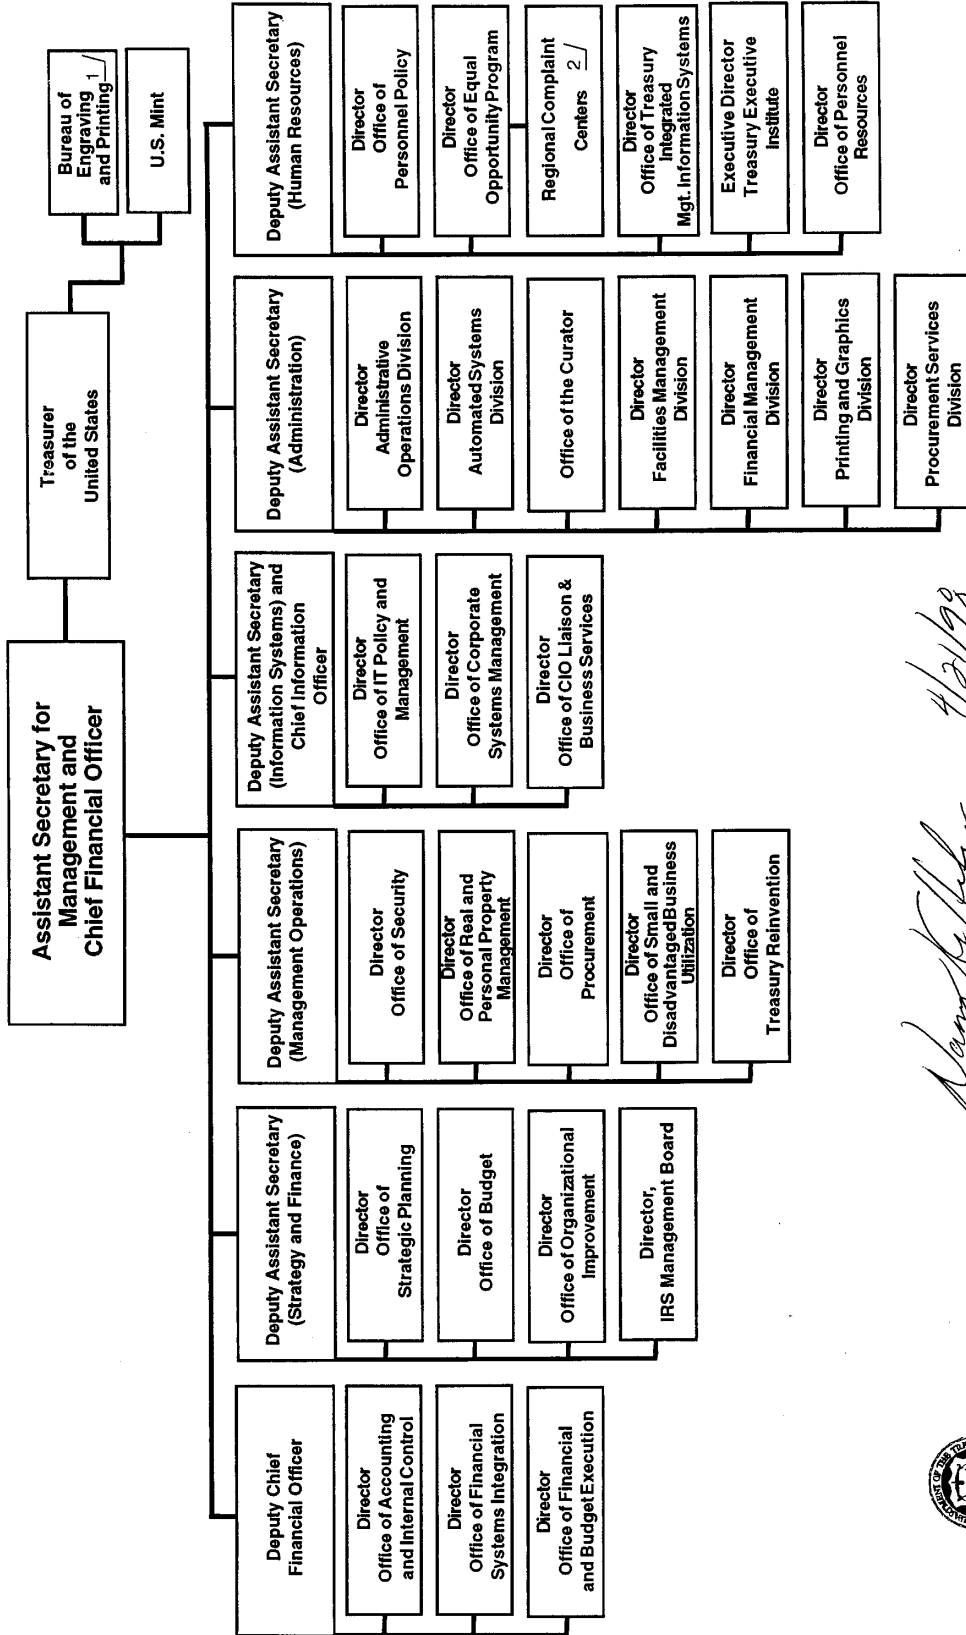 Assistant Secretary for
Management and
Chief Financial Officer
Treasurer
of the
United States
Bureau of
Engraving
and Printing 1/
U.S. Mint
Deputy Chief
Financial Officer
Director
Office of Accounting
and Internal Control
Director
Office of Financial
Systems Integration
Director
Office of Financial
and Budget Execution
Deputy Assistant Secretary
(Strategy and Finance)
Director
Office of
Strategic Planning
Director
Office of Budget
Director
Office of Organizational
Improvement
Director,
IRS Management Board
Deputy Assistant Secretary
(Management Operations)
Director
Office of Security
Director
Office of Real and
Personal Property
Management
Director
Office of
Procurement
Director
Office of Small and
Disadvantaged Business
Utilization
Director
Office of
Treasury Reinvention
Deputy Assistant Secretary
(Information Systems) and
Chief Information
Officer
Director
Office of IT Policy and
Management
Director
Office of Corporate
Systems Management
Director
Office of CIO Liaison &
Business Services
Deputy Assistant Secretary
(Administration)
Director
Administrative
Operations Division
Director
Automated Systems
Division
Office of the Curator
Director
Facilities Management
Division
Director
Financial Management
Division
Director
Printing and Graphics
Division
Director
Procurement Services
Division
Deputy Assistant Secretary
(Human Resources)
Director
Office of
Personnel Policy
Director
Office of Equal
Opportunity Program
Regional Complaint
Centers 2/
Director
Office of Treasury
Integrated
Mgt. Information Systems
Executive Director
Treasury Executive
Institute
Director
Office of Personnel
Resources
4/21/98